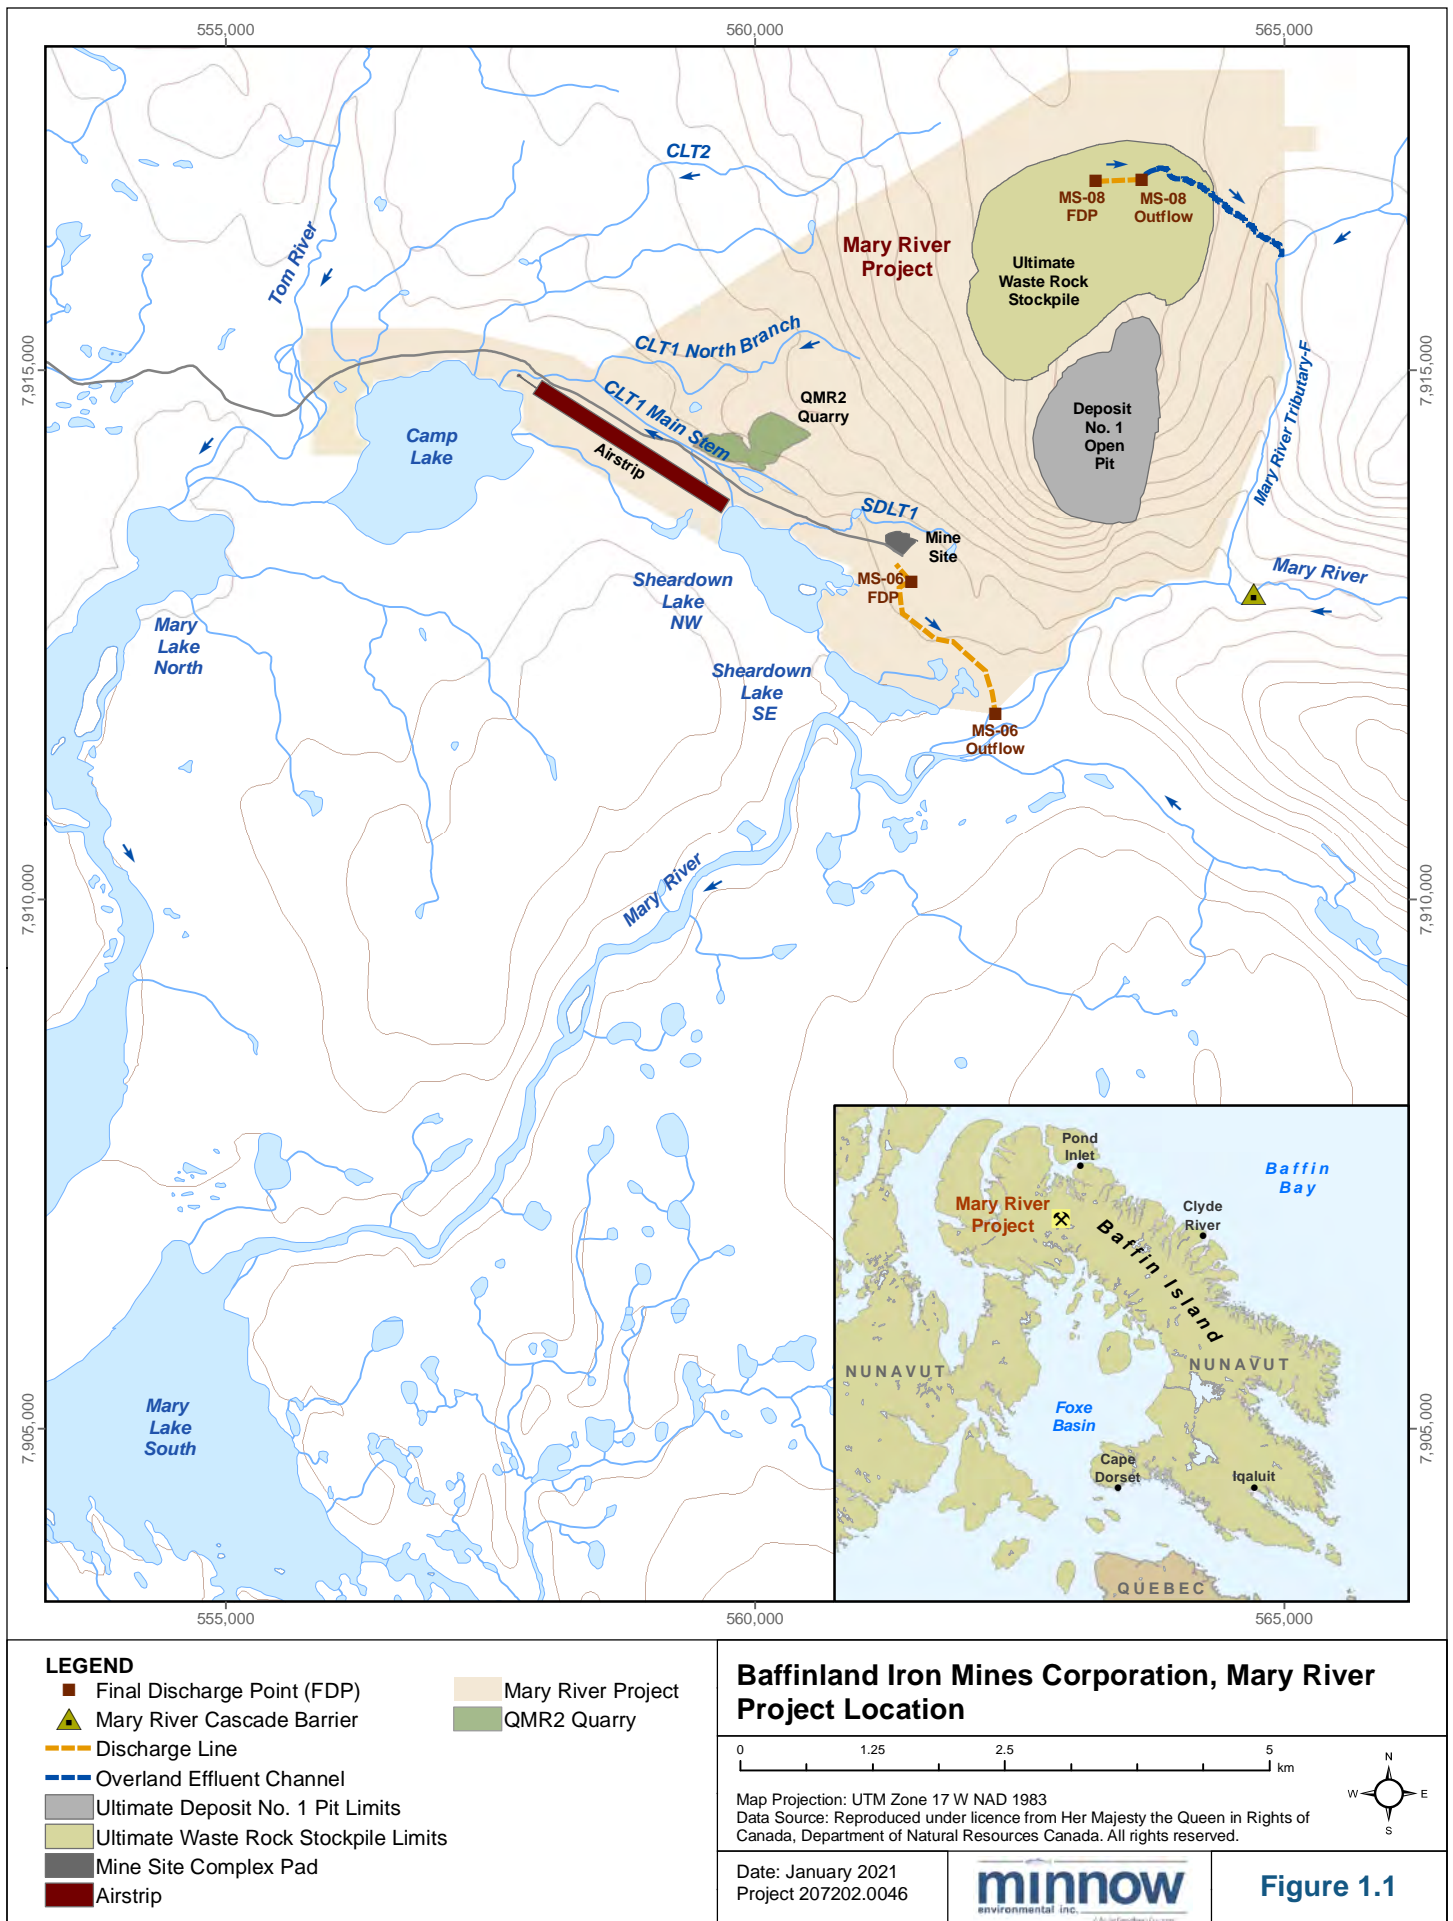 555,000
560,000
565,000
CLT2
MS-08
FDP
MS-08
Outflow
Tom River
Mary River
Project
Ultimate
Waste Rock
Stockpile
CLT1 North Branch
7,915,000
7,915,000
Mary River Tributary-F
CLT1 Main Stem
QMR2
Quarry
Deposit
No. 1
Open
Pit
Camp
Lake
Airstrip
SDLT1
Mine
Site
Mary River
MS-06
FDP
Sheardown
Lake
NW
Mary
Lake
North
Sheardown
Lake
SE
MS-06
Outflow
Mary River
7,910,000
7,910,000
Pond
Inlet
Baffin
Bay
Mary River
Project
Clyde
River
Baffin Island
NUNAVUT
NUNAVUT
Foxe
Basin
Cape
Dorset
Iqaluit
QUEBEC
Mary
Lake
South
7,905,000
7,905,000
555,000
560,000
565,000
LEGEND
Final Discharge Point (FDP)
Mary River Cascade Barrier
Discharge Line
Overland Effluent Channel
Ultimate Deposit No. 1 Pit Limits
Ultimate Waste Rock Stockpile Limits
Mine Site Complex Pad
Airstrip
Mary River Project
QMR2 Quarry
Baffinland Iron Mines Corporation, Mary River
Project Location
0 1.25 2.5 5
km
N
W E
S
Map Projection: UTM Zone 17 W NAD 1983
Data Source: Reproduced under licence from Her Majesty the Queen in Rights of
Canada, Department of Natural Resources Canada. All rights reserved.
Date: January 2021
Project 207202.0046
minnow
environmental inc.
Figure 1.1